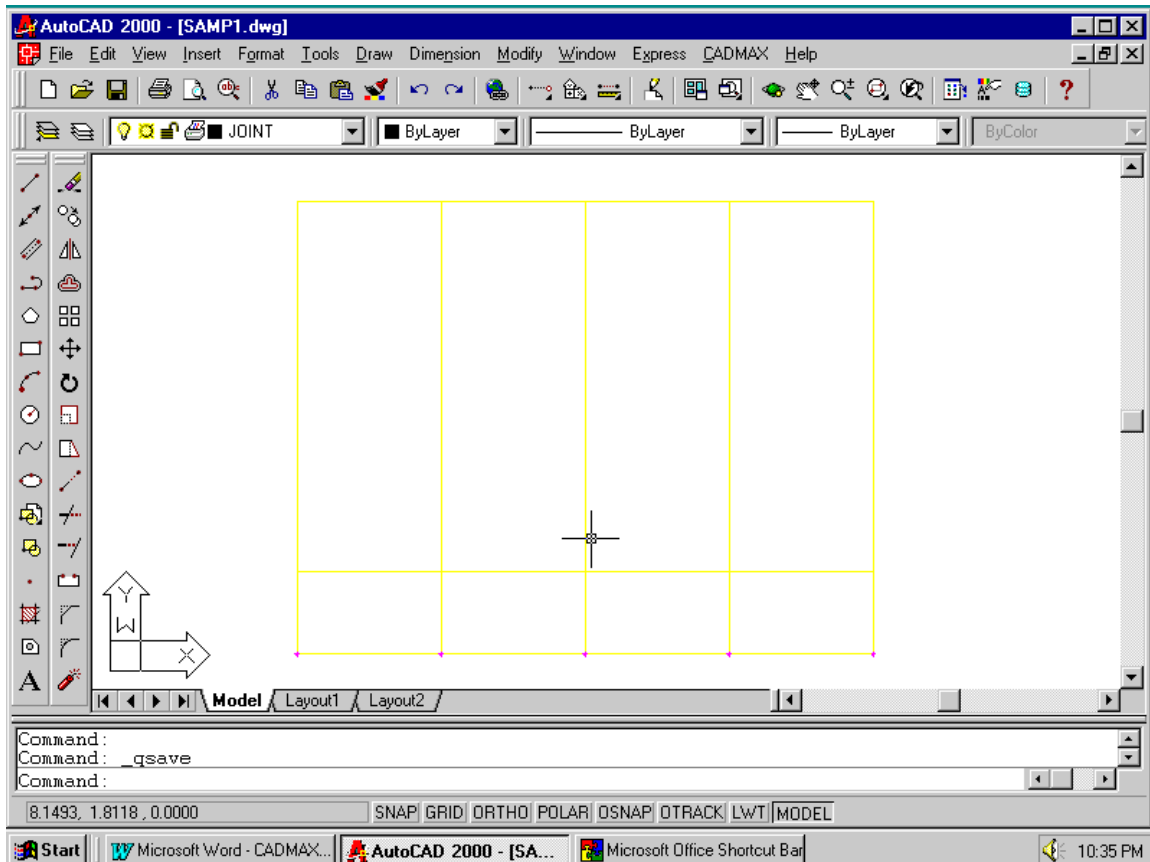 AutoCAD 2000 - [SAMP1.dwg]
File Edit View Insert Format Tools Draw Dimension Modify Window Express CADMAX Help
JOINT ByLayer ByLayer ByLayer ByColor
A
Y
W
X
Model Layout1 Layout2
Command:
Command: _qsave
Command:
8.1493, 1.8118 , 0.0000 SNAP GRID ORTHO POLAR OSNAP OTRACK LWT MODEL
Start Microsoft Word - CADMAX... AutoCAD 2000 - [SA... Microsoft Office Shortcut Bar 10:35 PM